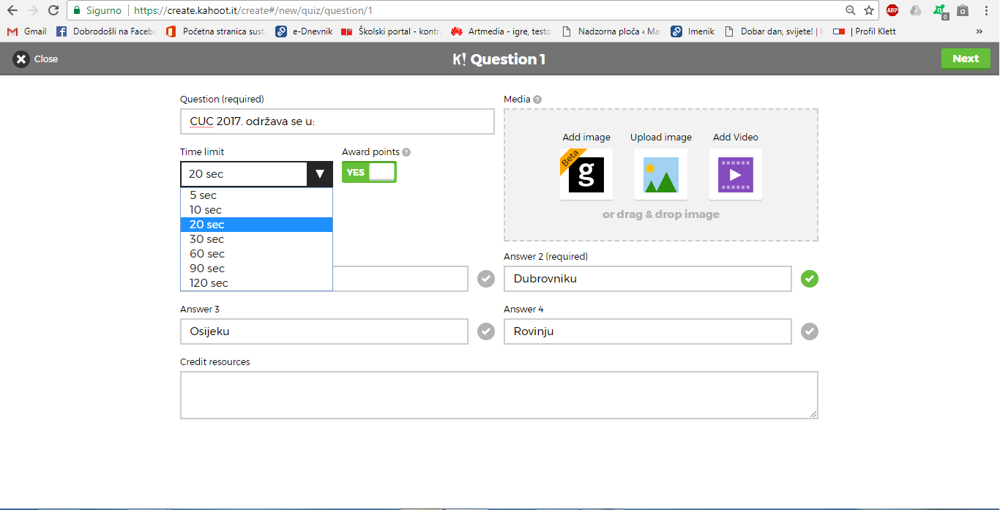 Sigurno
https://create.kahoot.it/create#/new/quiz/question/1
ABP
0
Gmail
Dobrodošli na Facebo
Početna stranica sust
e-Dnevnik
Školski portal - kontr
Artmedia - igre, testo
Nadzorna ploča ‹ Ma
Imenik
Dobar dan, svijete! |
| Profil Klett
»
Close
K! Question 1
Next
Question (required)
CUC 2017. održava se u:
Time limit
Award points ?
20 sec
YES
5 sec
10 sec
20 sec
30 sec
60 sec
90 sec
120 sec
Media ?
Add image
Upload image
Add Video
Beta
g
or drag & drop image
Answer 2 (required)
Dubrovniku
Answer 3
Osijeku
Answer 4
Rovinju
Credit resources